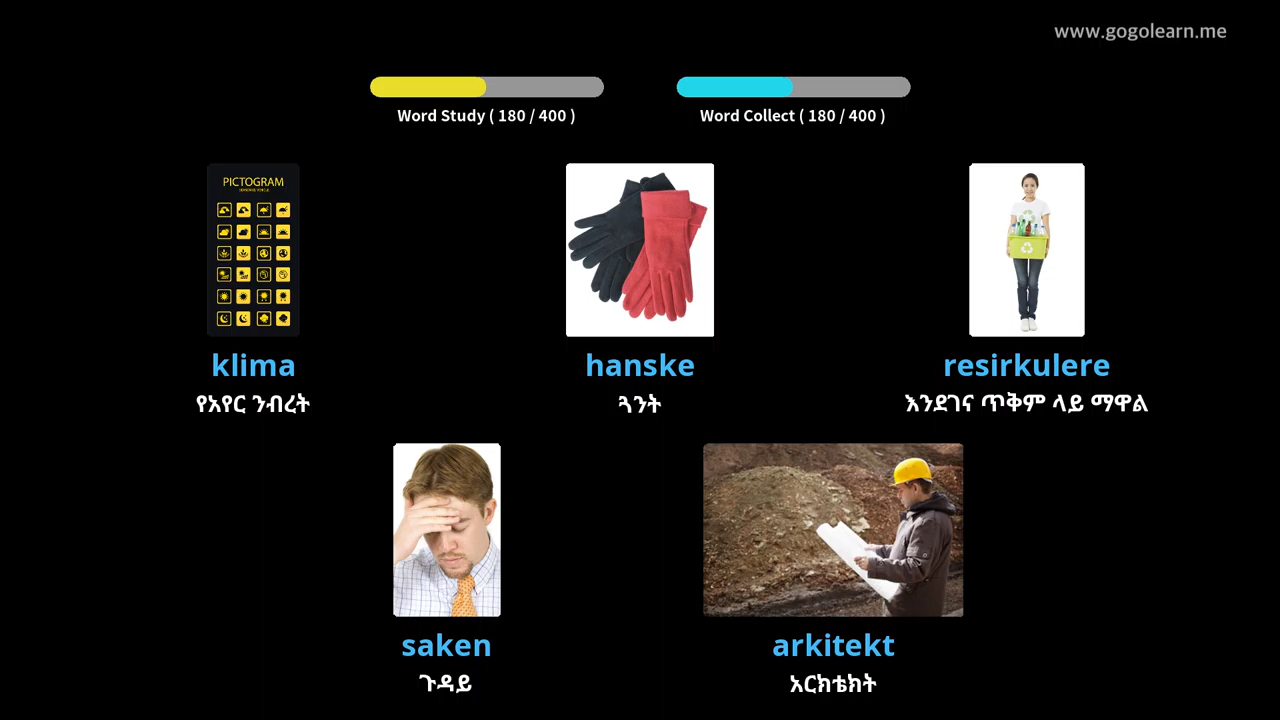 www.gogolearn.me
Word Study ( 180 / 400 )
Word Collect ( 180 / 400 )
PICTOGRAM
klima
hanske
resirkulere
የአየር ንብረት
ጓንት
እንደገና ጥቅም ላይ ማዋል
saken
arkitekt
ጉዳይ
አርክቴክት